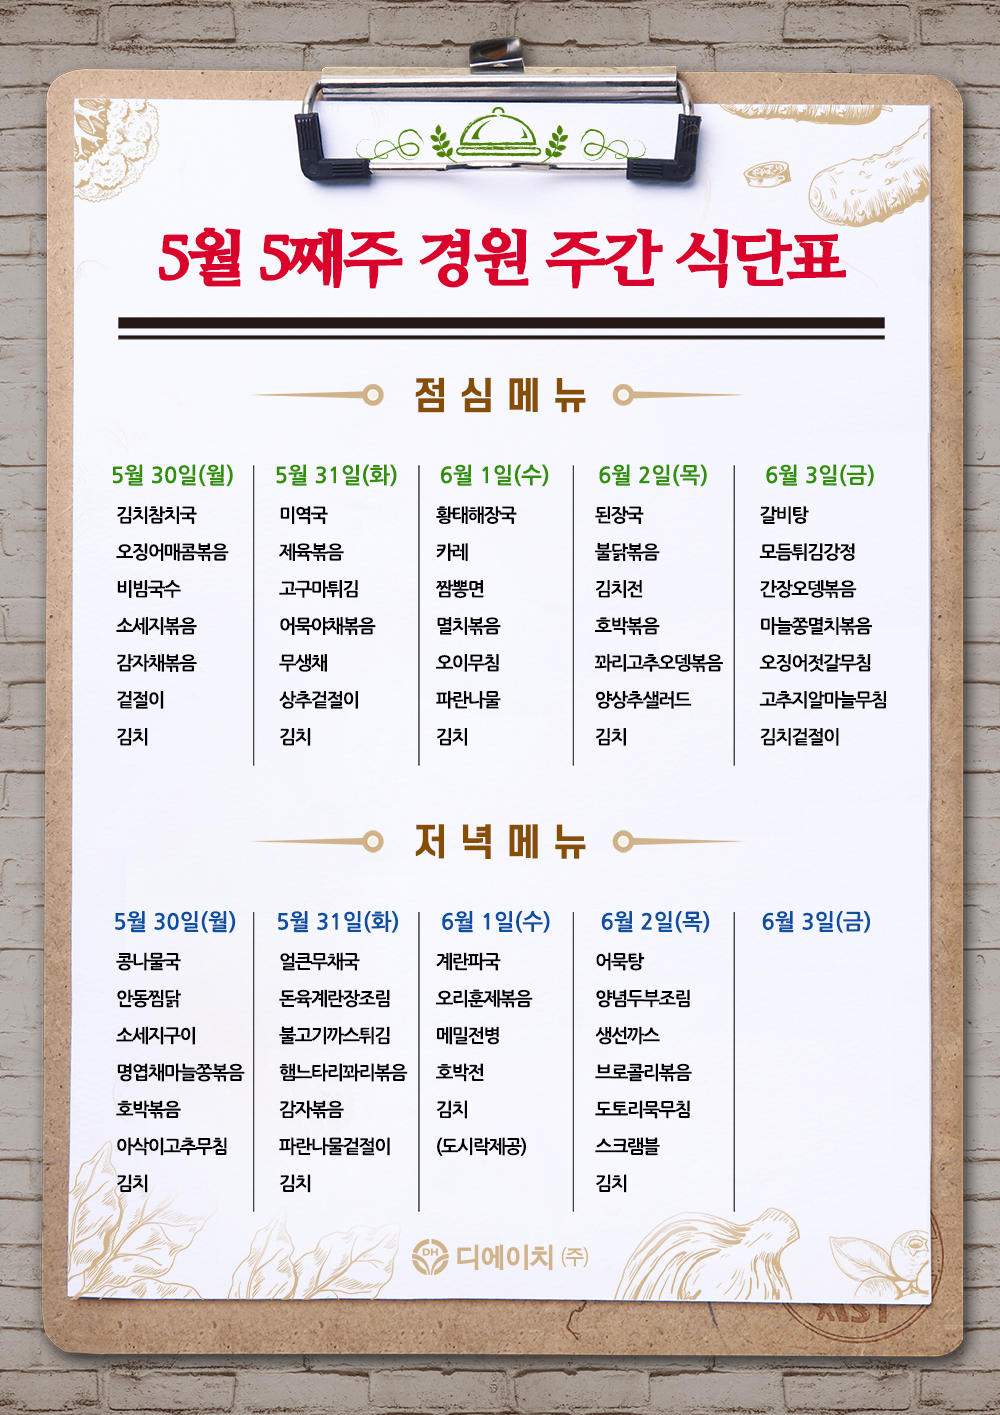 5월 5째주 경원 주간 식단표
점심메뉴
5월 30일(월)
김치참치국
오징어매콤볶음
비빔국수
소세지볶음
감자채볶음
겉절이
김치
5월 31일(화)
미역국
제육볶음
고구마튀김
어묵야채볶음
무생채
상추겉절이
김치
6월 1일(수)
황태해장국
카레
짬뽕면
멸치볶음
오이무침
파란나물
김치
6월 2일(목)
된장국
불닭볶음
김치전
호박볶음
꽈리고추오뎅볶음
양상추샐러드
김치
6월 3일(금)
갈비탕
모듬튀김강정
간장오뎅볶음
마늘쫑멸치볶음
오징어젓갈무침
고추지알마늘무침
김치겉절이
저녁메뉴
5월 30일(월)
콩나물국
안동찜닭
소세지구이
명엽채마늘쫑볶음
호박볶음
아삭이고추무침
김치
5월 31일(화)
얼큰무채국
돈육계란장조림
불고기까스튀김
햄느타리꽈리볶음
감자볶음
파란나물겉절이
김치
6월 1일(수)
계란파국
오리훈제볶음
메밀전병
호박전
김치
(도시락제공)
6월 2일(목)
어묵탕
양념두부조림
생선까스
브로콜리볶음
도토리묵무침
스크램블
김치
6월 3일(금)
DH 디에이치 (주)